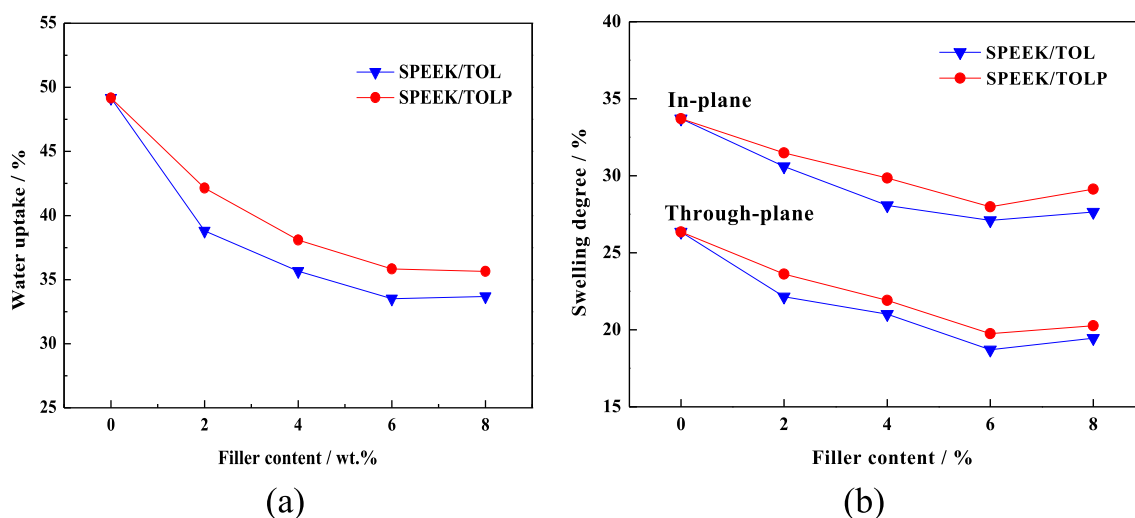 55
50
45
40
35
30
25
Water uptake / %
SPEEK/TOL
SPEEK/TOLP
0 2 4 6 8
Filler content / wt.%
(a)
40
35
30
25
20
15
Swelling degree / %
SPEEK/TOL
SPEEK/TOLP
In-plane
Through-plane
0 2 4 6 8
Filler content / %
(b)